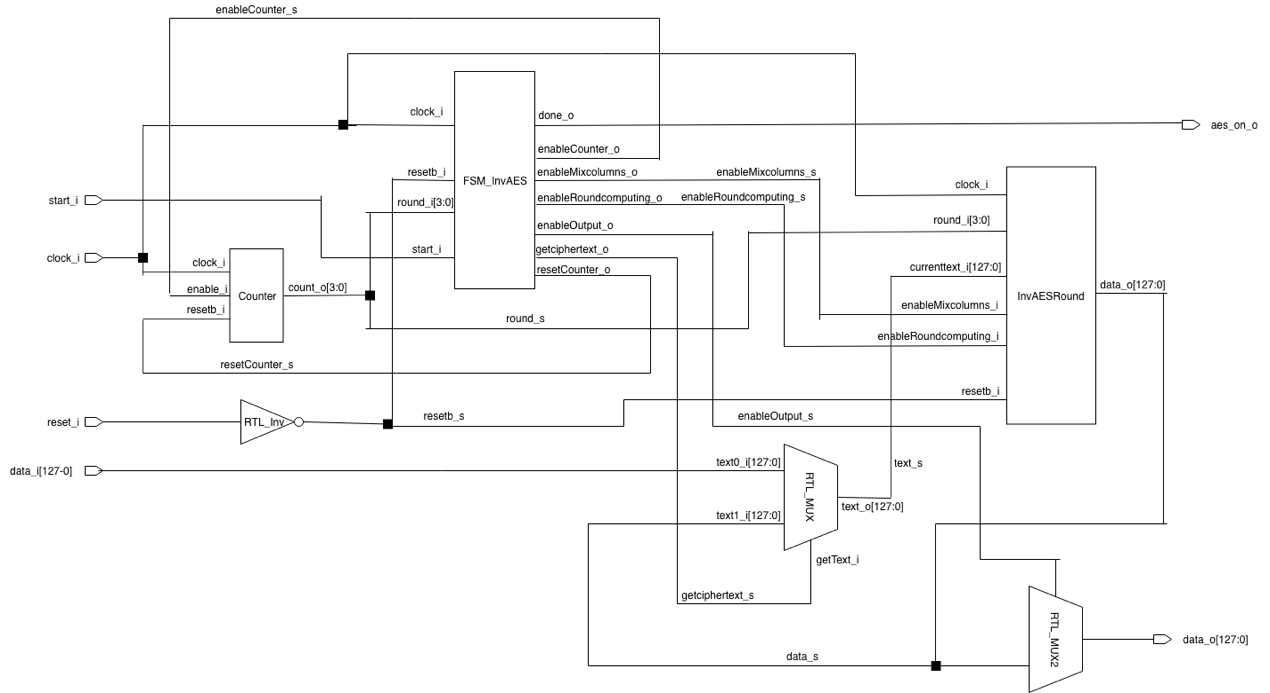 enableCounter_s
clock_i
done_o
aes_on_o
enableCounter_o
resetb_i
FSM_InvAES
enableMixcolumns_o
enableMixcolumns_s
clock_i
start_i
round_i[3:0]
enableRoundcomputing_o
enableRoundcomputing_s
enableOutput_o
round_i[3:0]
start_i
getciphertext_o
clock_i
clock_i
resetCounter_o
currenttext_i[127:0]
enable_i
Counter
count_o[3:0]
InvAESRound
data_o[127:0]
resetb_i
round_s
enableMixcolumns_i
enableRoundcomputing_i
resetCounter_s
resetb_i
reset_i
RTL_Inv
resetb_s
enableOutput_s
data_i[127-0]
text0_i[127:0]
RTL_MUX
text_s
text1_i[127:0]
text_o[127:0]
getText_i
getciphertext_s
RTL_MUX2
data_o[127:0]
data_s